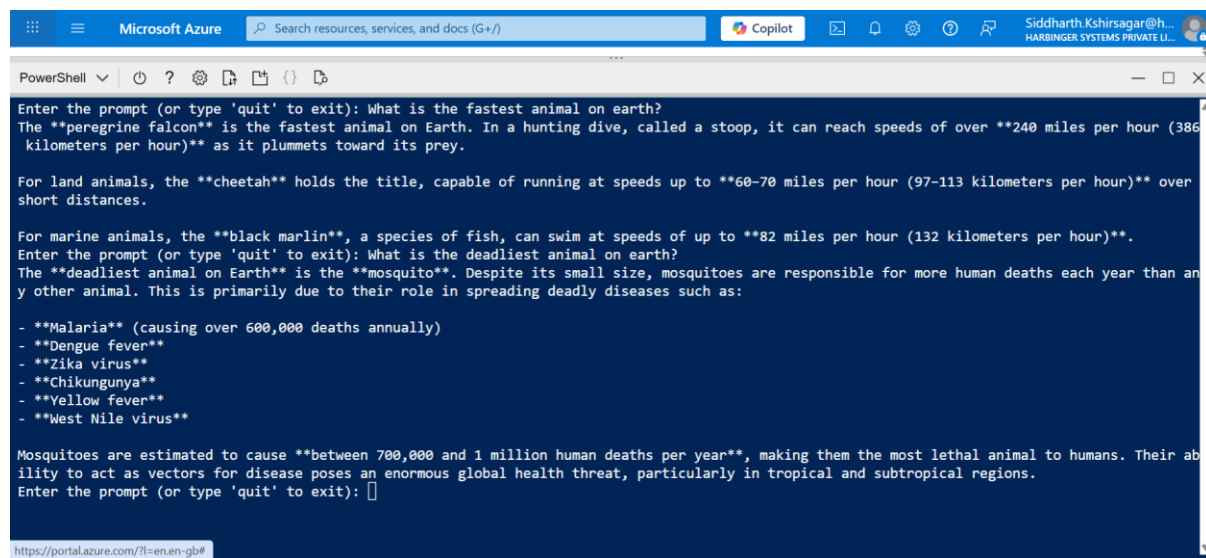 Microsoft Azure
Search resources, services, and docs (G+/)
Copilot
Siddharth.Kshirsagar@h...
HARBINGER SYSTEMS PRIVATE LI...
PowerShell
Enter the prompt (or type 'quit' to exit): What is the fastest animal on earth?
The **peregrine falcon** is the fastest animal on Earth. In a hunting dive, called a stoop, it can reach speeds of over **240 miles per hour (386
kilometers per hour)** as it plummets toward its prey.
For land animals, the **cheetah** holds the title, capable of running at speeds up to **60–70 miles per hour (97–113 kilometers per hour)** over
short distances.
For marine animals, the **black marlin**, a species of fish, can swim at speeds of up to **82 miles per hour (132 kilometers per hour)**.
Enter the prompt (or type 'quit' to exit): What is the deadliest animal on earth?
The **deadliest animal on Earth** is the **mosquito**. Despite its small size, mosquitoes are responsible for more human deaths each year than an
y other animal. This is primarily due to their role in spreading deadly diseases such as:
- **Malaria** (causing over 600,000 deaths annually)
- **Dengue fever**
- **Zika virus**
- **Chikungunya**
- **Yellow fever**
- **West Nile virus**
Mosquitoes are estimated to cause **between 700,000 and 1 million human deaths per year**, making them the most lethal animal to humans. Their ab
ility to act as vectors for disease poses an enormous global health threat, particularly in tropical and subtropical regions.
Enter the prompt (or type 'quit' to exit):
https://portal.azure.com/?l=en.en-gb#